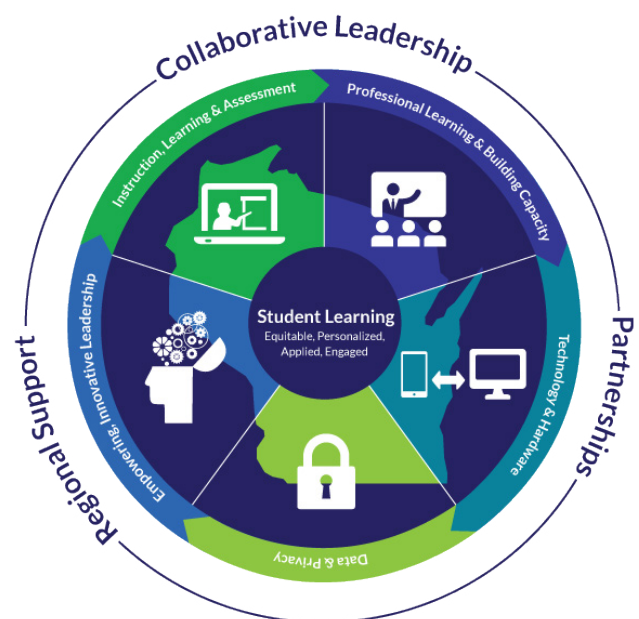 Collaborative Leadership
Instruction, Learning & Assessment
Professional Learning & Building Capacity
Student Learning
Equitable, Personalized,
Applied, Engaged
Regional Support
Empowering, Innovative Leadership
Technology & Hardware
Partnerships
Data & Privacy